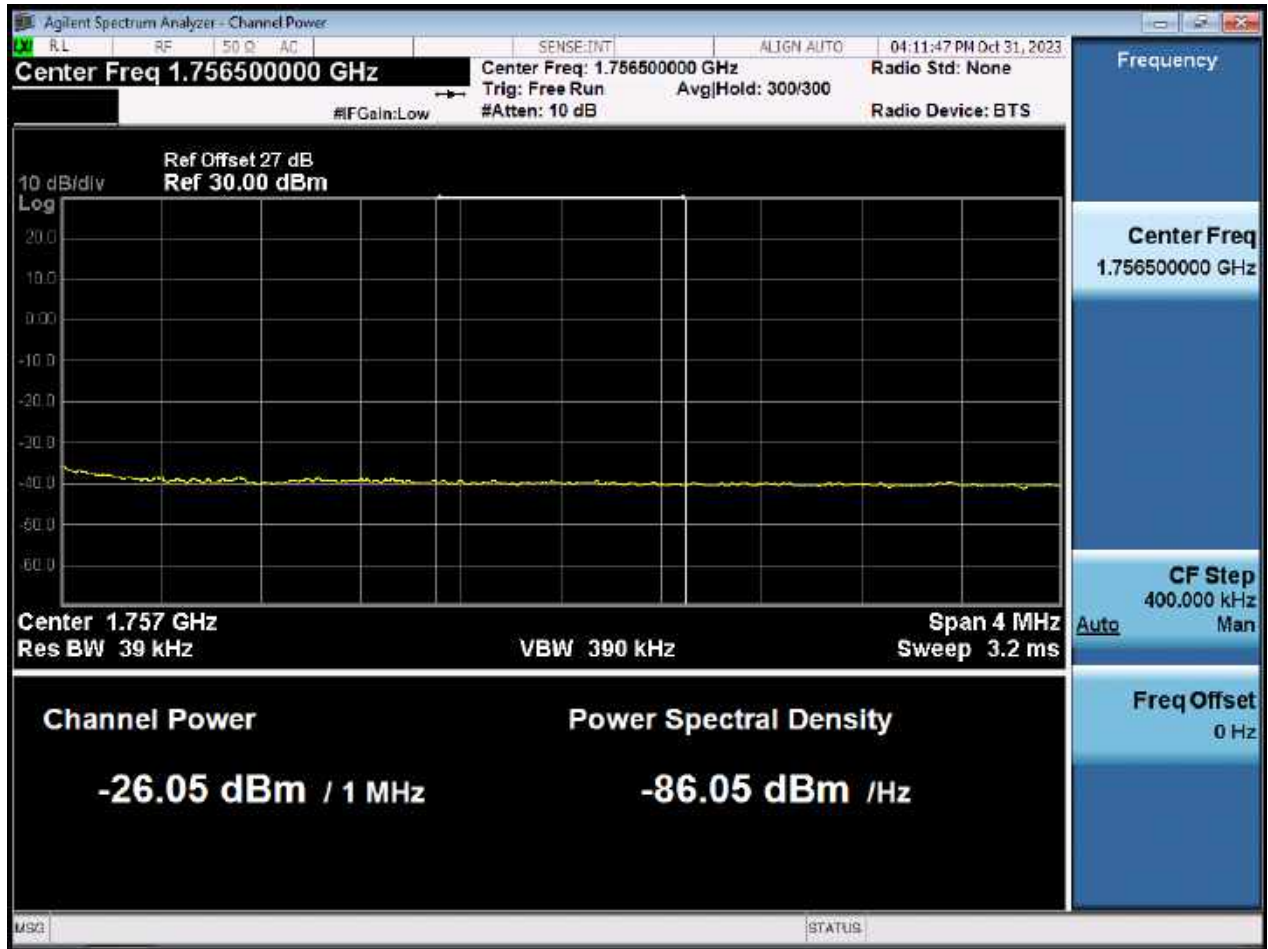 Agilent Spectrum Analyzer - Channel Power
LXI RL RF 50 Ω AC SENSE:INT ALIGN AUTO 04:11:47 PM Oct 31, 2023
Center Freq 1.756500000 GHz
Center Freq: 1.756500000 GHz
Radio Std: None
Trig: Free Run Avg|Hold: 300/300
#IFGain:Low #Atten: 10 dB Radio Device: BTS
Frequency
Ref Offset 27 dB
10 dB/div Ref 30.00 dBm
Log
20.0
10.0
0.00
-10.0
-20.0
-30.0
-40.0
-50.0
-60.0
Center 1.757 GHz Span 4 MHz
Res BW 39 kHz VBW 390 kHz Sweep 3.2 ms
Channel Power Power Spectral Density
-26.05 dBm / 1 MHz -86.05 dBm /Hz
Center Freq
1.756500000 GHz
CF Step
400.000 kHz
Auto Man
Freq Offset
0 Hz
MSG STATUS